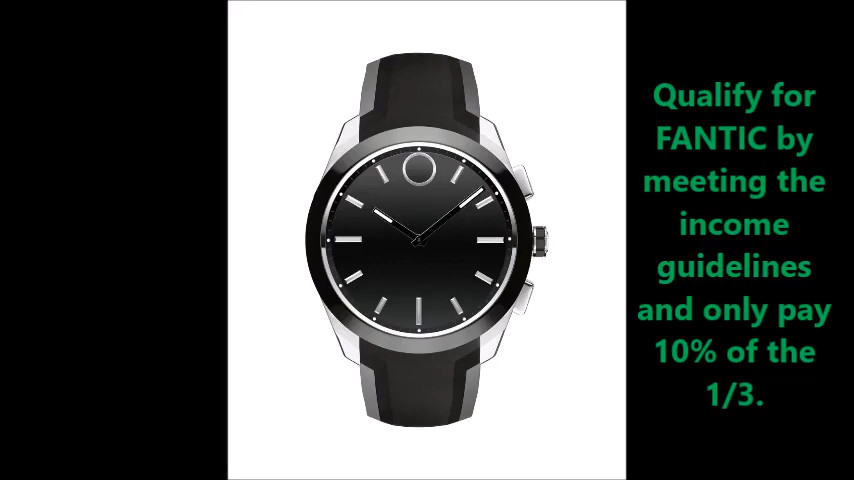 Qualify for
FANTIC by
meeting the
income
guidelines
and only pay
10% of the
1/3.